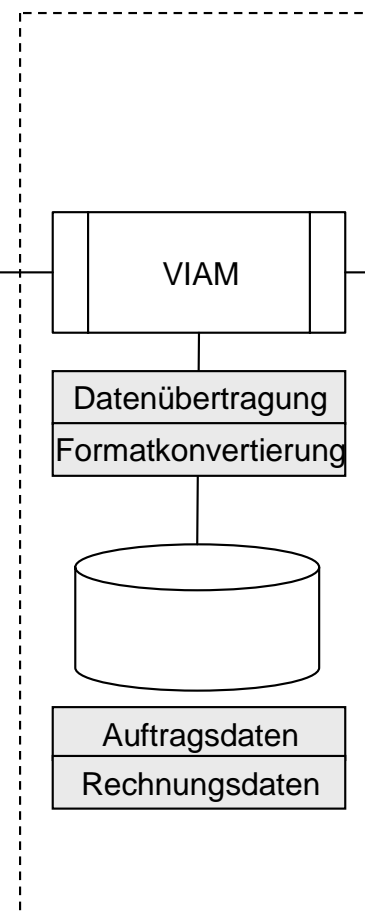 VIAM
Datenübertragung
Formatkonvertierung
Auftragsdaten
Rechnungsdaten